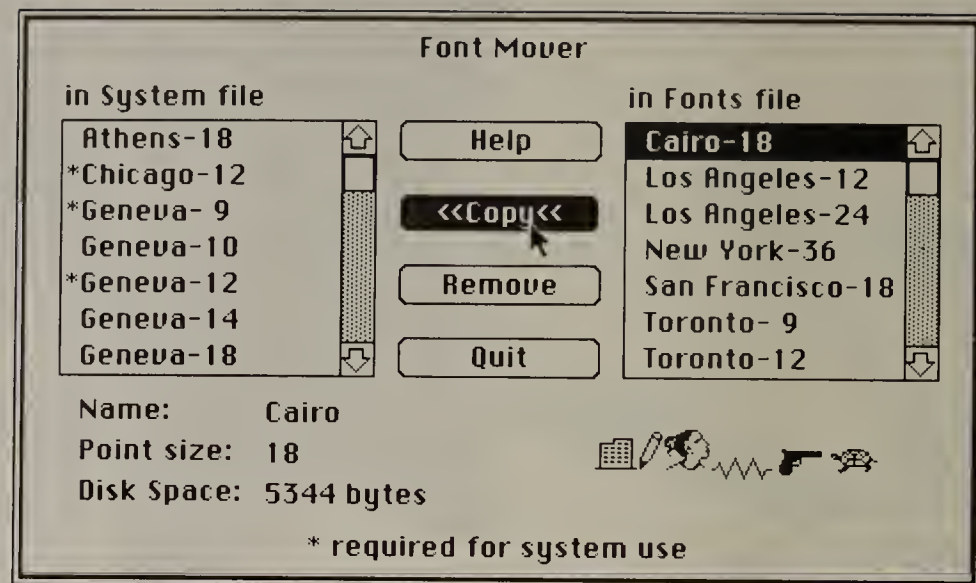 Font Mover
in System file
Athens-18
*Chicago-12
*Geneva- 9
Geneva-10
*Geneva-12
Geneva-14
Geneva-18
Help
<<Copy<<
Remove
Quit
in Fonts file
Cairo-18
Los Angeles-12
Los Angeles-24
New York-36
San Francisco-18
Toronto- 9
Toronto-12
Name: Cairo
Point size: 18
Disk Space: 5344 bytes
* required for system use